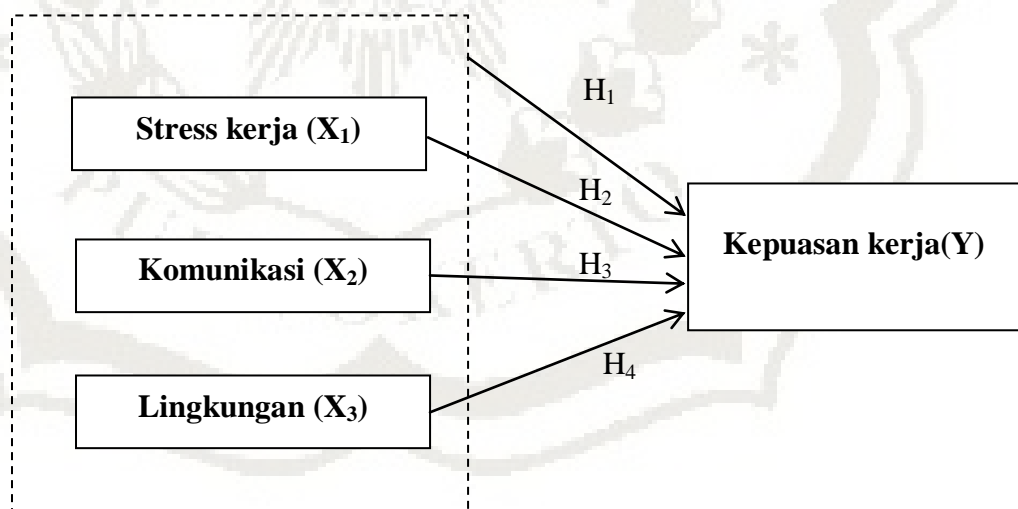 H₁
Stress kerja (X₁)
H₂
Kepuasan kerja(Y)
Komunikasi (X₂)
H₃
H₄
Lingkungan (X₃)